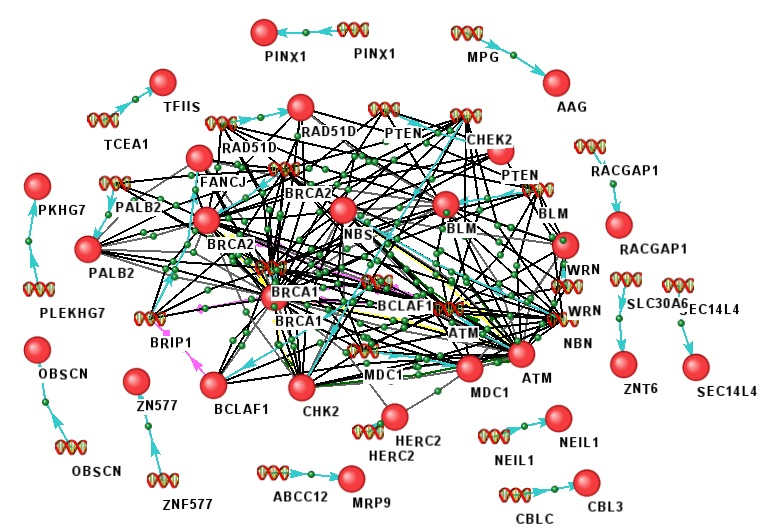 PINX1
PINX1
MPG
AAG
TFIIS
TCEA1
RAD51D
RAD51D
PTEN
CHEK2
PTEN
RACGAP1
RACGAP1
FANCJ
BRCA2
PKHG7
PALB2
BRCA2
NBS
BLM
BLM
PALB2
WRN
PLEKHG7
BRCA1
BRCA1
BCLAF1
WRN
SLC30A6
SEC14L4
ATM
NBN
BRIP1
OBSCN
MDC1
ATM
ZNT6
SEC14L4
ZN577
BCLAF1
CHK2
MDC1
HERC2
HERC2
NEIL1
NEIL1
OBSCN
ZNF577
ABCC12
MRP9
CBLC
CBL3